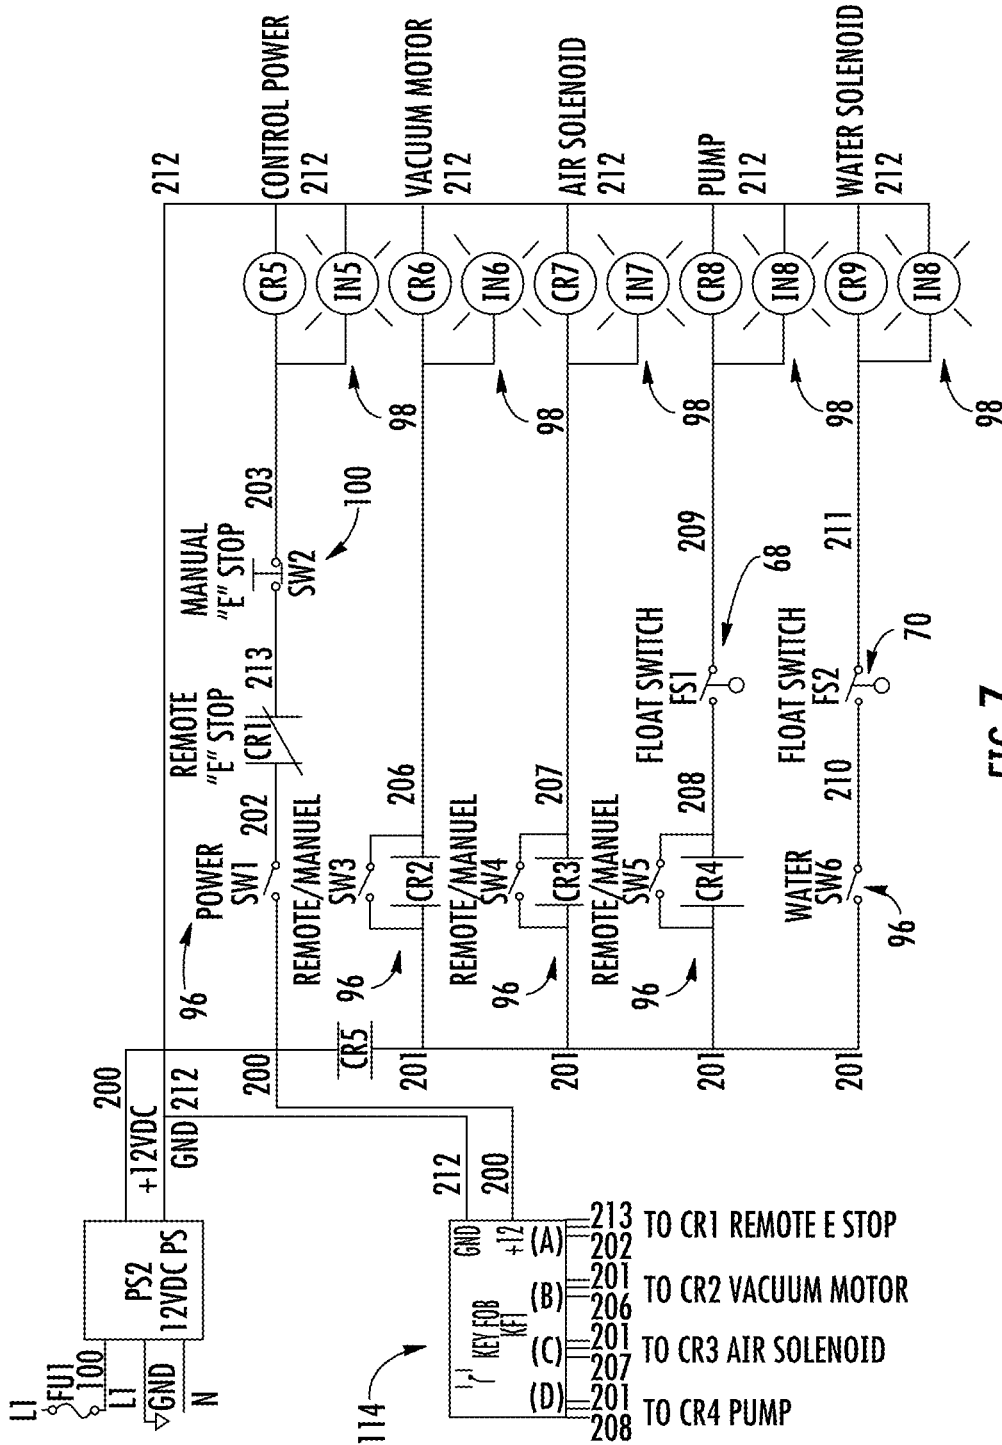 L1
FU1
100
L1
GND
N
PS2
12VDC PS
200
+12VDC
GND
212
212
200
CR5
201
201
201
201
96
POWER
SW1
202
REMOTE
"E" STOP
CR1
213
MANUAL
"E" STOP
SW2
100
203
CR5
IN5
98
CONTROL POWER
212
REMOTE/MANUEL
SW3
CR2
96
206
CR6
IN6
98
VACUUM MOTOR
212
REMOTE/MANUEL
SW4
CR3
96
207
CR7
IN7
98
AIR SOLENOID
212
REMOTE/MANUEL
SW5
CR4
96
208
FLOAT SWITCH
FS1
68
209
CR8
IN8
98
PUMP
212
WATER
SW6
96
210
FLOAT SWITCH
FS2
70
211
CR9
IN8
98
WATER SOLENOID
212
114
212
200
GND
+12
KEY FOB
KF1
(A)
(B)
(C)
(D)
213
202
TO CR1 REMOTE E STOP
201
206
TO CR2 VACUUM MOTOR
201
207
TO CR3 AIR SOLENOID
201
208
TO CR4 PUMP
FIG. 7